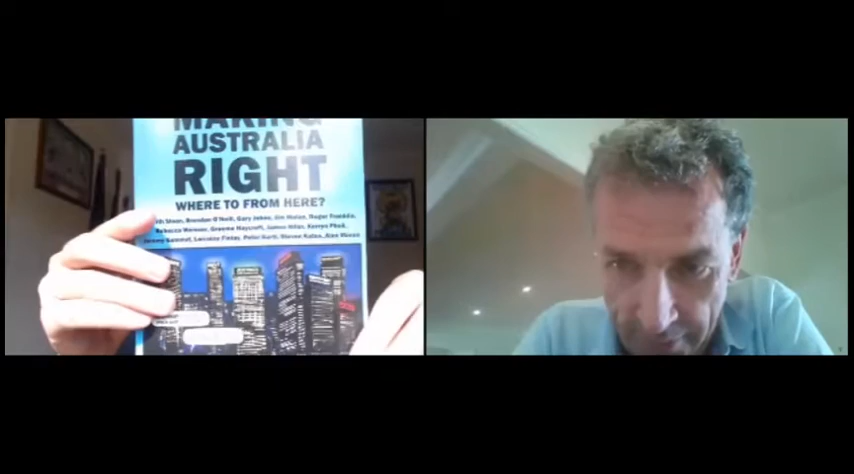 MAKING
AUSTRALIA
RIGHT
WHERE TO FROM HERE?
Sloan, Brendan O'Neill, Gary Johns, Jim Molan, Roger Franklin,
Rebecca Weisser, Graeme Haycroft, James Allan, Kerryn Pholi,
Jeremy Sammut, Lorraine Finlay, Peter Kurti, Steven Kates, Alan Moran